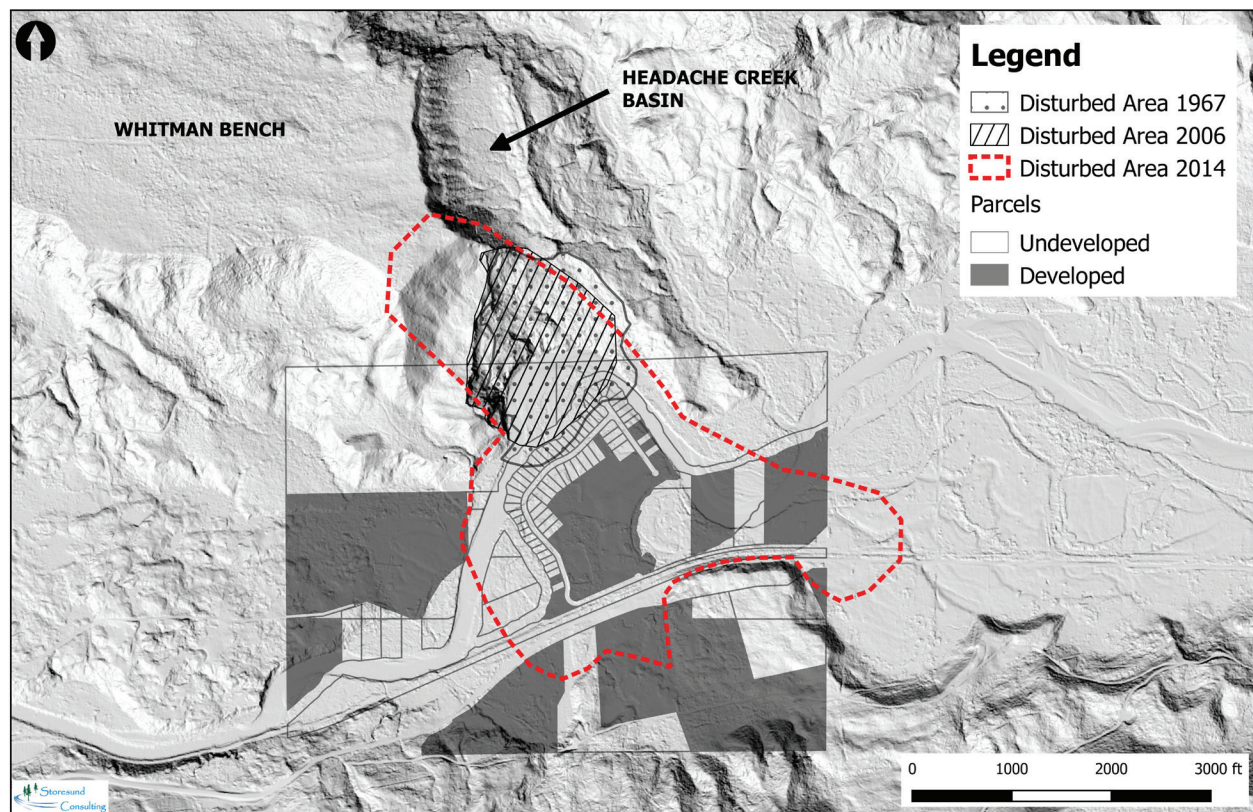 HEADACHE CREEK
BASIN
WHITMAN BENCH
Legend
Disturbed Area 1967
Disturbed Area 2006
Disturbed Area 2014
Parcels
Undeveloped
Developed
0 1000 2000 3000 ft
Storesund
Consulting